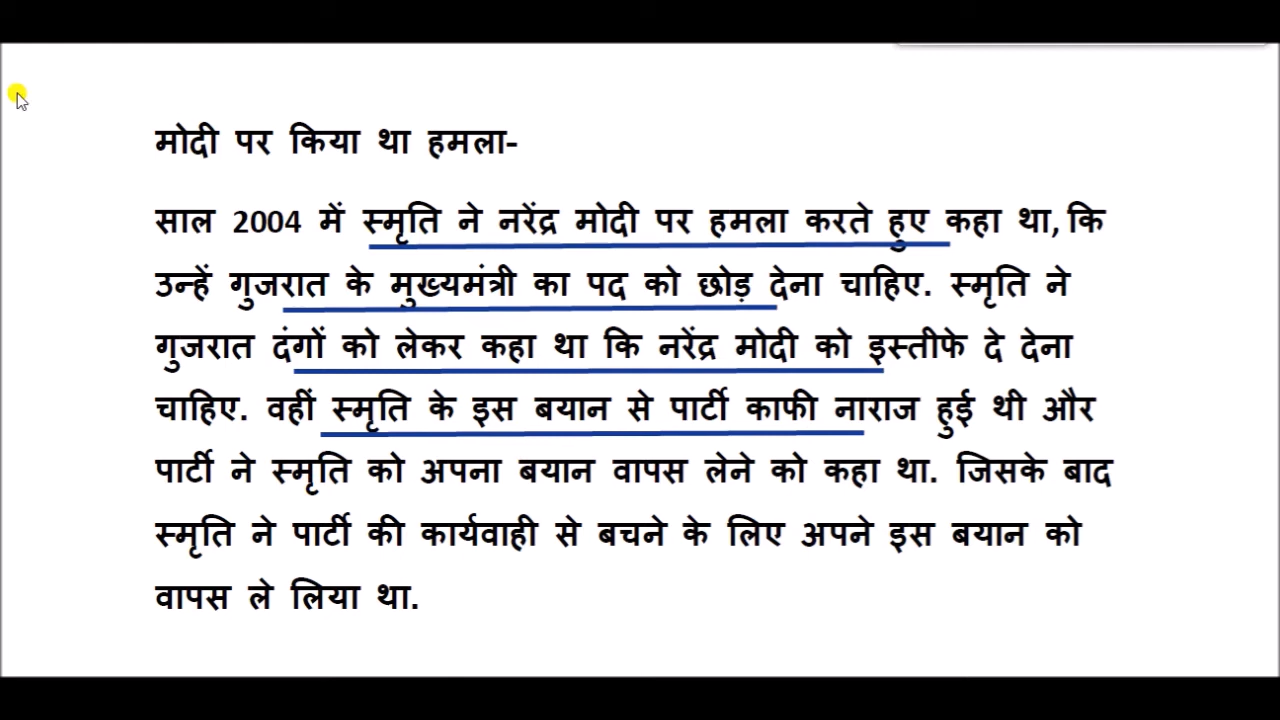 मोदी पर किया था हमला-
साल 2004 में स्मृति ने नरेंद्र मोदी पर हमला करते हुए कहा था, कि
उन्हें गुजरात के मुख्यमंत्री का पद को छोड़ देना चाहिए. स्मृति ने
गुजरात दंगों को लेकर कहा था कि नरेंद्र मोदी को इस्तीफे दे देना
चाहिए. वहीं स्मृति के इस बयान से पार्टी काफी नाराज हुई थी और
पार्टी ने स्मृति को अपना बयान वापस लेने को कहा था. जिसके बाद
स्मृति ने पार्टी की कार्यवाही से बचने के लिए अपने इस बयान को
वापस ले लिया था.